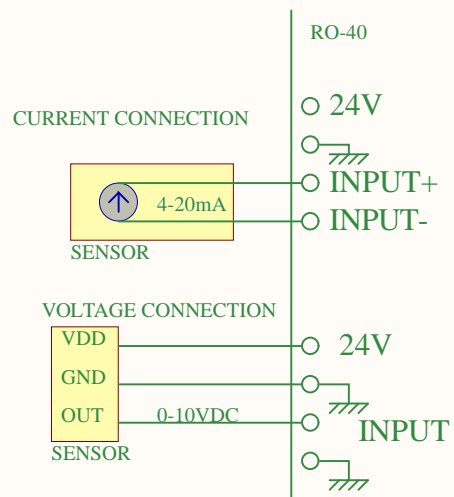 RO-40
24V
CURRENT CONNECTION
INPUT+
4-20mA
INPUT-
SENSOR
VOLTAGE CONNECTION
VDD
24V
GND
OUT
0-10VDC
INPUT
SENSOR